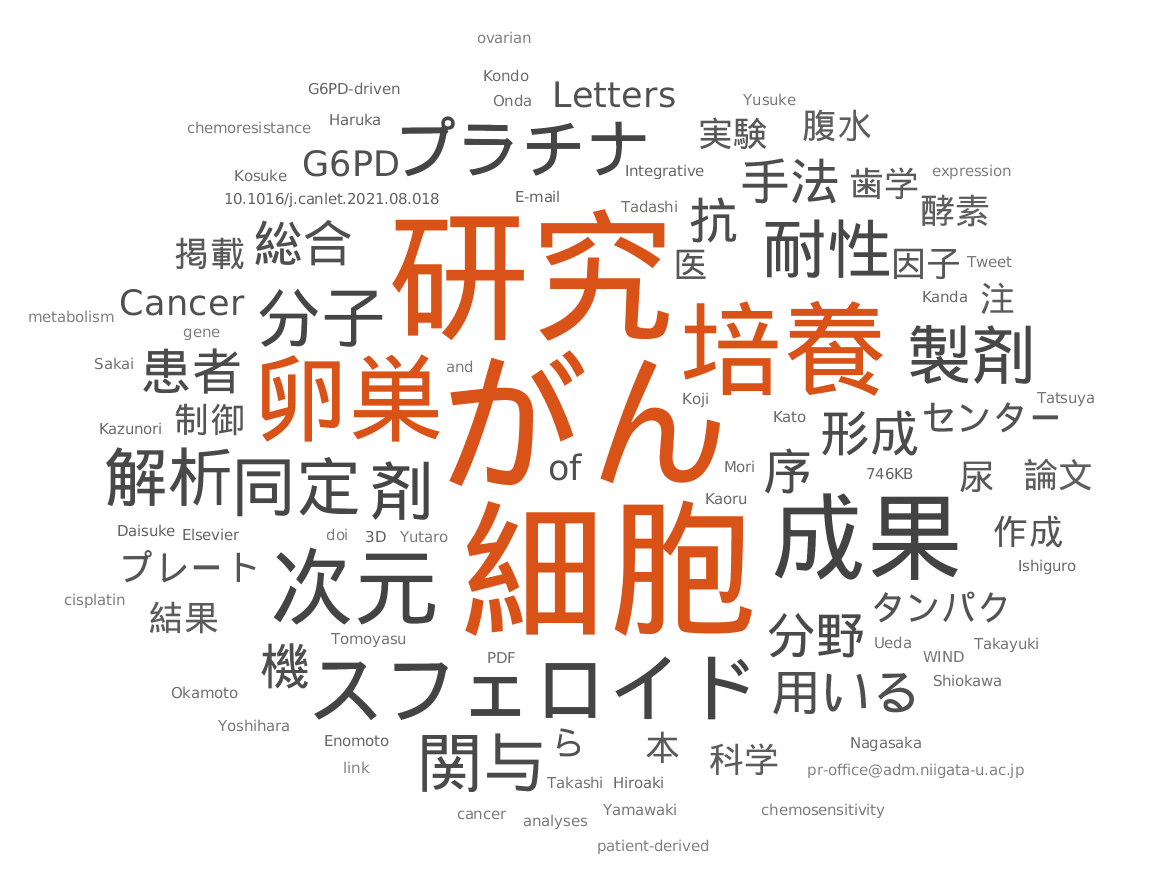 ovarian
Kondo
G6PD-driven
Onda
Letters
Yusuke
chemoresistance
Haruka
プラチナ
実験
腹水
G6PD
Kosuke
Integrative
手法
歯学
expression
10.1016/j.canlet.2021.08.018
E-mail
Tadashi
抗
酵素
掲載
総合
研究
医
耐性
因子
Tweet
metabolism
Cancer
分子
Kanda
注
gene
培養
製剤
Sakai
患者
卵巣
and
がん
Koji
Tatsuya
Kazunori
制御
Kato
形成
センター
解析
同定
剤
of
Mori
序
746KB
尿
論文
Kaoru
Daisuke
Elsevier
doi
3D
Yutaro
細胞
成果
作成
プレート
次元
Ishiguro
cisplatin
結果
タンパク
Tomoyasu
分野
Ueda
Takayuki
機
スフェロイド
PDF
WIND
Okamoto
用いる
Shiokawa
Yoshihara
Enomoto
関与
ら
本
科学
Nagasaka
link
Takashi
Hiroaki
pr-office@adm.niigata-u.ac.jp
cancer
analyses
Yamawaki
chemosensitivity
patient-derived